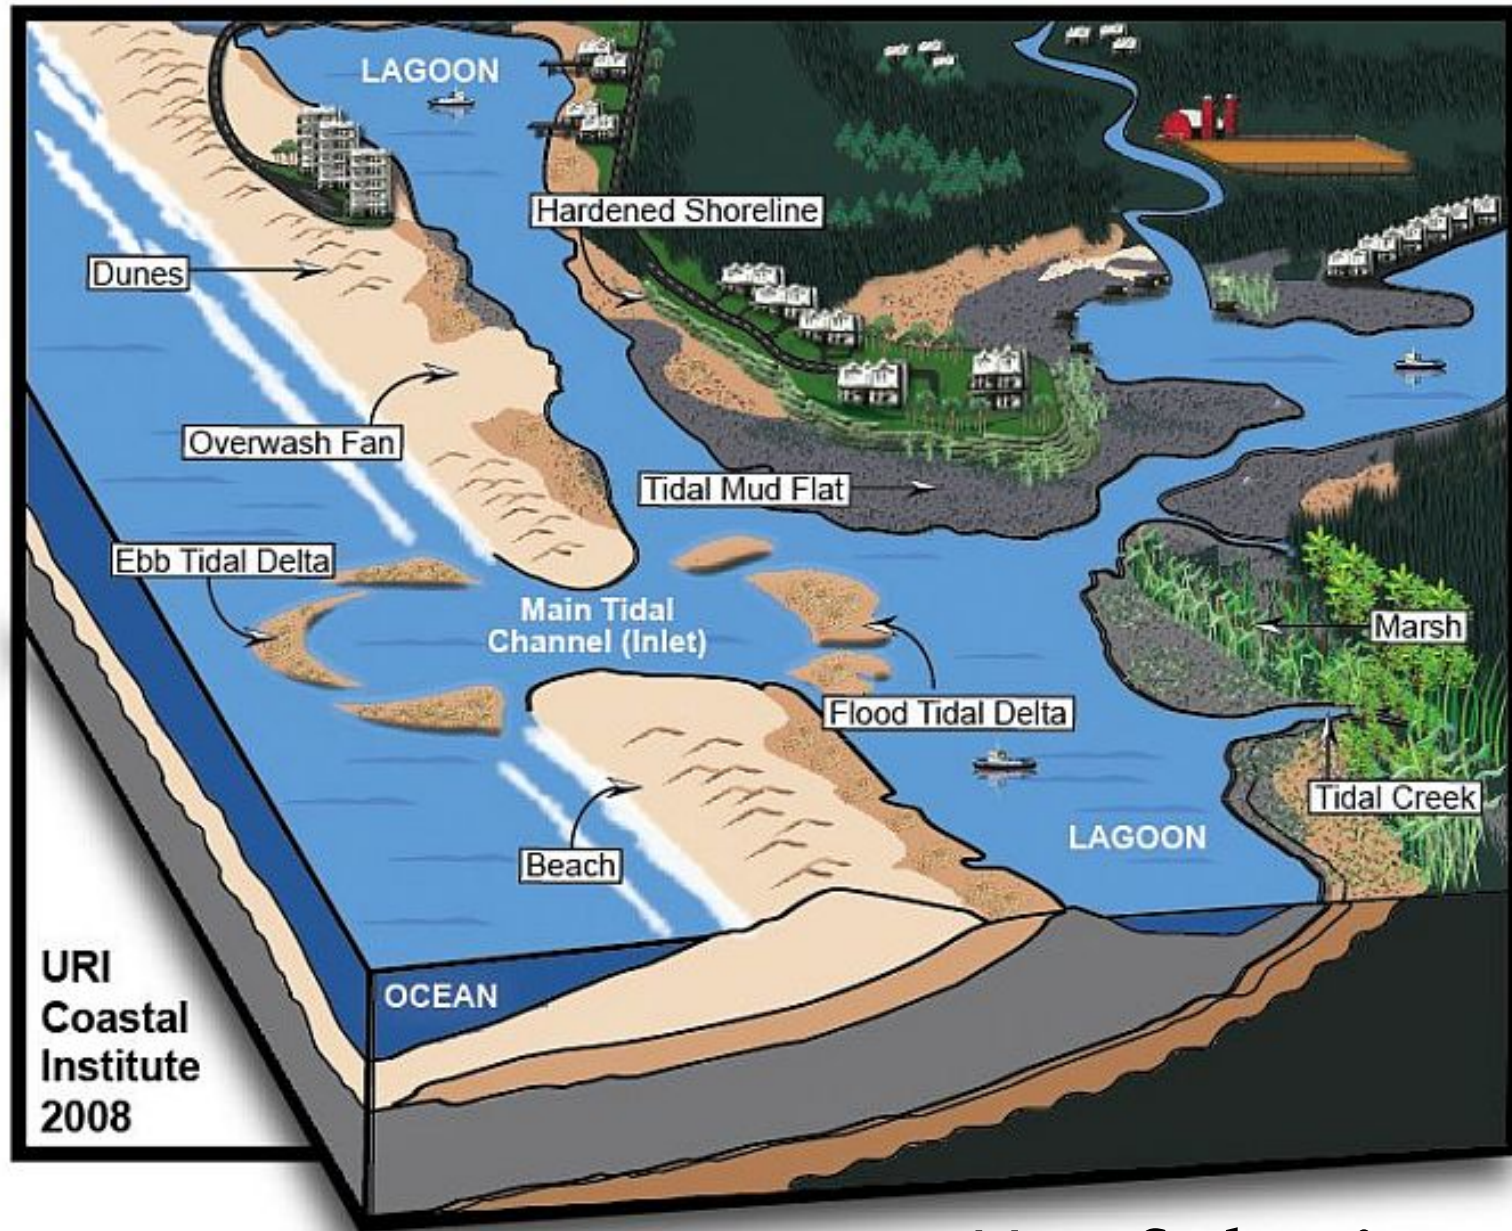 LAGOON
Hardened Shoreline
Dunes
Overwash Fan
Tidal Mud Flat
Ebb Tidal Delta
Main Tidal
Channel (Inlet)
Marsh
Flood Tidal Delta
Tidal Creek
LAGOON
Beach
OCEAN
URI
Coastal
Institute
2008